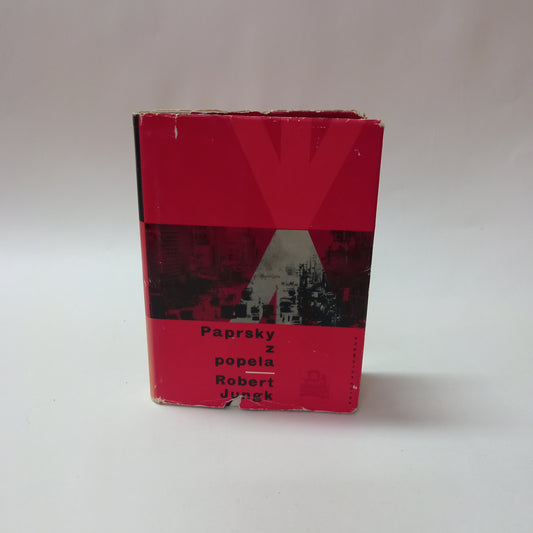 Paprsky
z
popela
Robert
Jungk